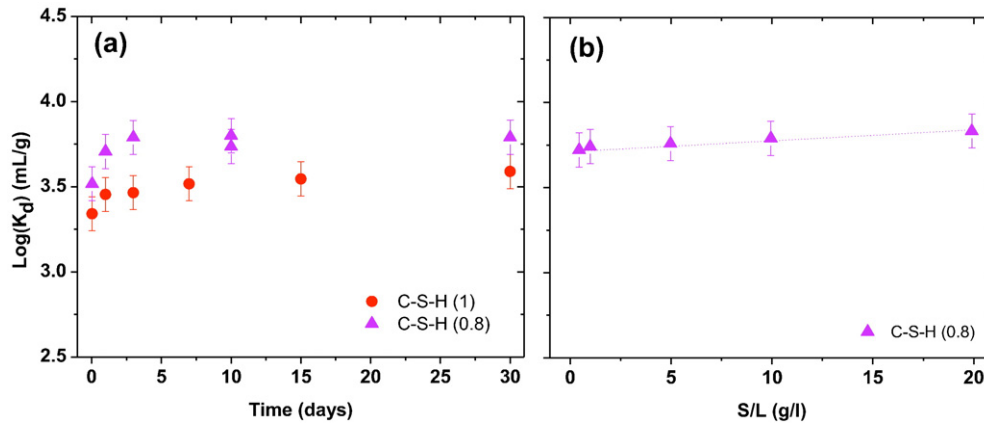 (a)
(b)
4.5
4.0
3.5
3.0
2.5
Log(Kd) (mL/g)
C-S-H (1)
C-S-H (0.8)
C-S-H (0.8)
0 5 10 15 20 25 30
0 5 10 15 20
Time (days)
S/L (g/l)